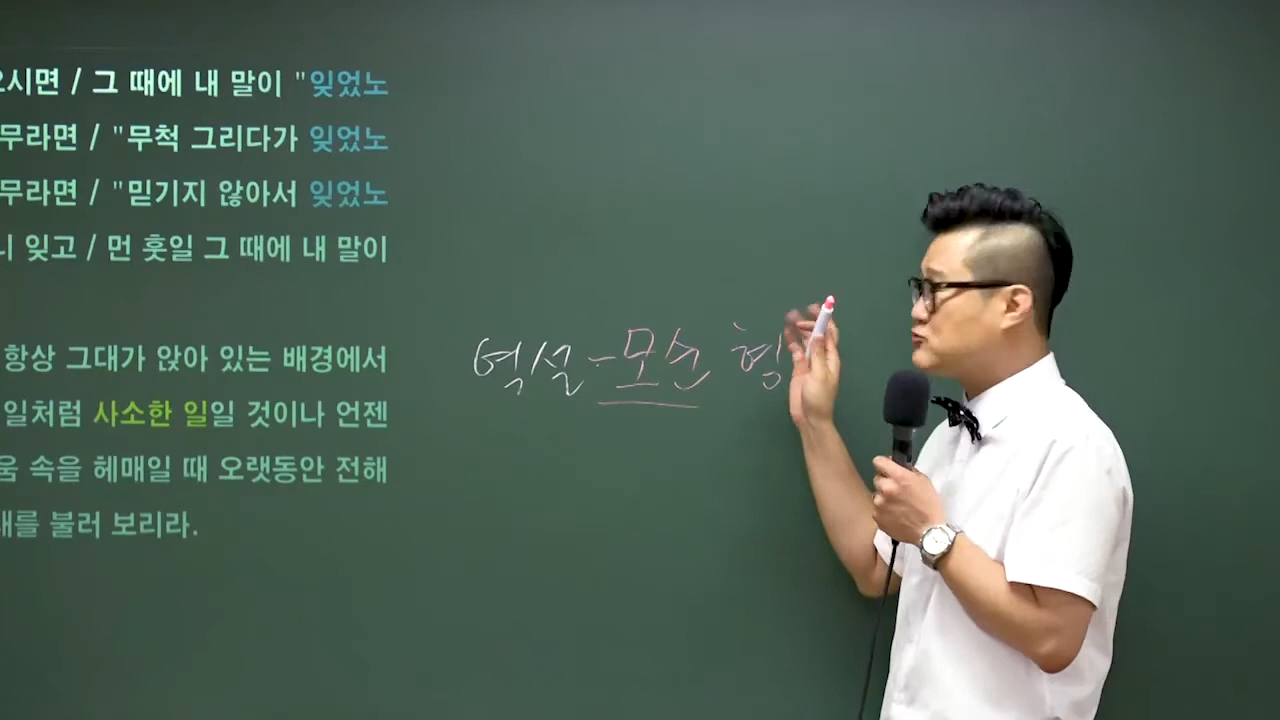 오시면 / 그 때에 내 말이 "잊었노
무라면 / "무척 그리다가 잊었노
무라면 / "믿기지 않아서 잊었노
니 잊고 / 먼 훗일 그 때에 내 말이
항상 그대가 앉아 있는 배경에서
일처럼 사소한 일일 것이나 언젠
움 속을 헤매일 때 오랫동안 전해
대를 불러 보리라.
역설-모순 형